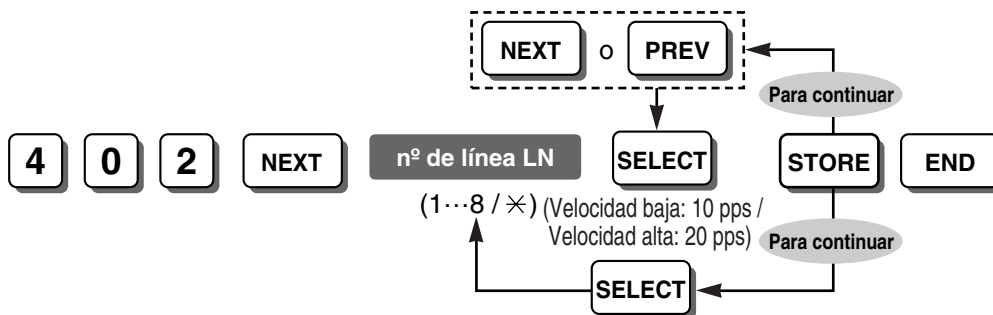 NEXT o PREV
Para continuar
4 0 2 NEXT nº de línea LN SELECT STORE END
(1···8 / ✳) (Velocidad baja: 10 pps /
Velocidad alta: 20 pps)
Para continuar
SELECT